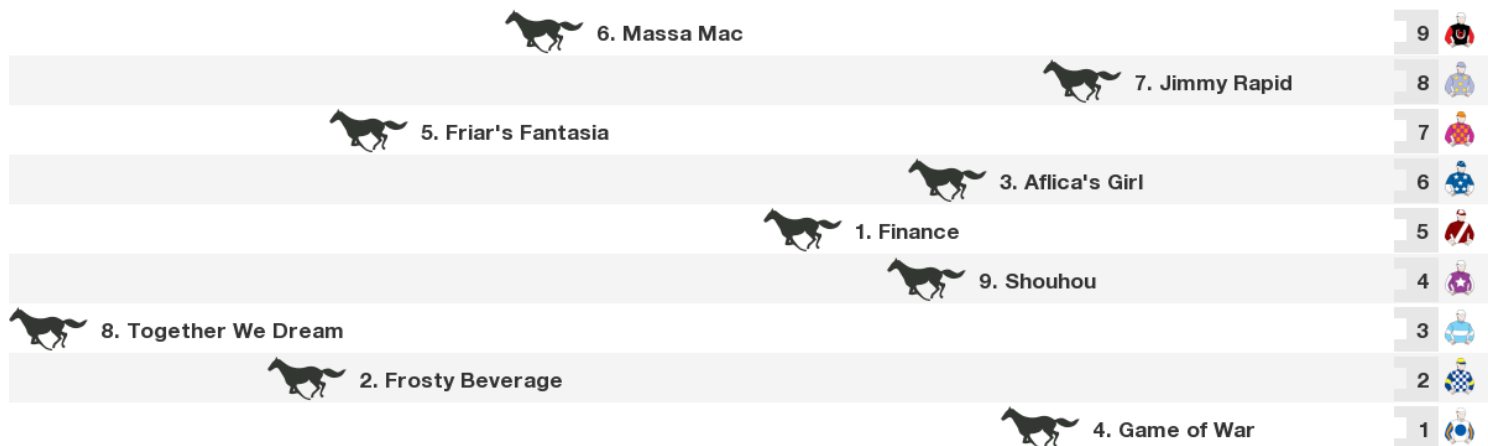 6. Massa Mac 9
7. Jimmy Rapid 8
5. Friar's Fantasia 7
3. Aflica's Girl 6
1. Finance 5
9. Shouhou 4
8. Together We Dream 3
2. Frosty Beverage 2
4. Game of War 1